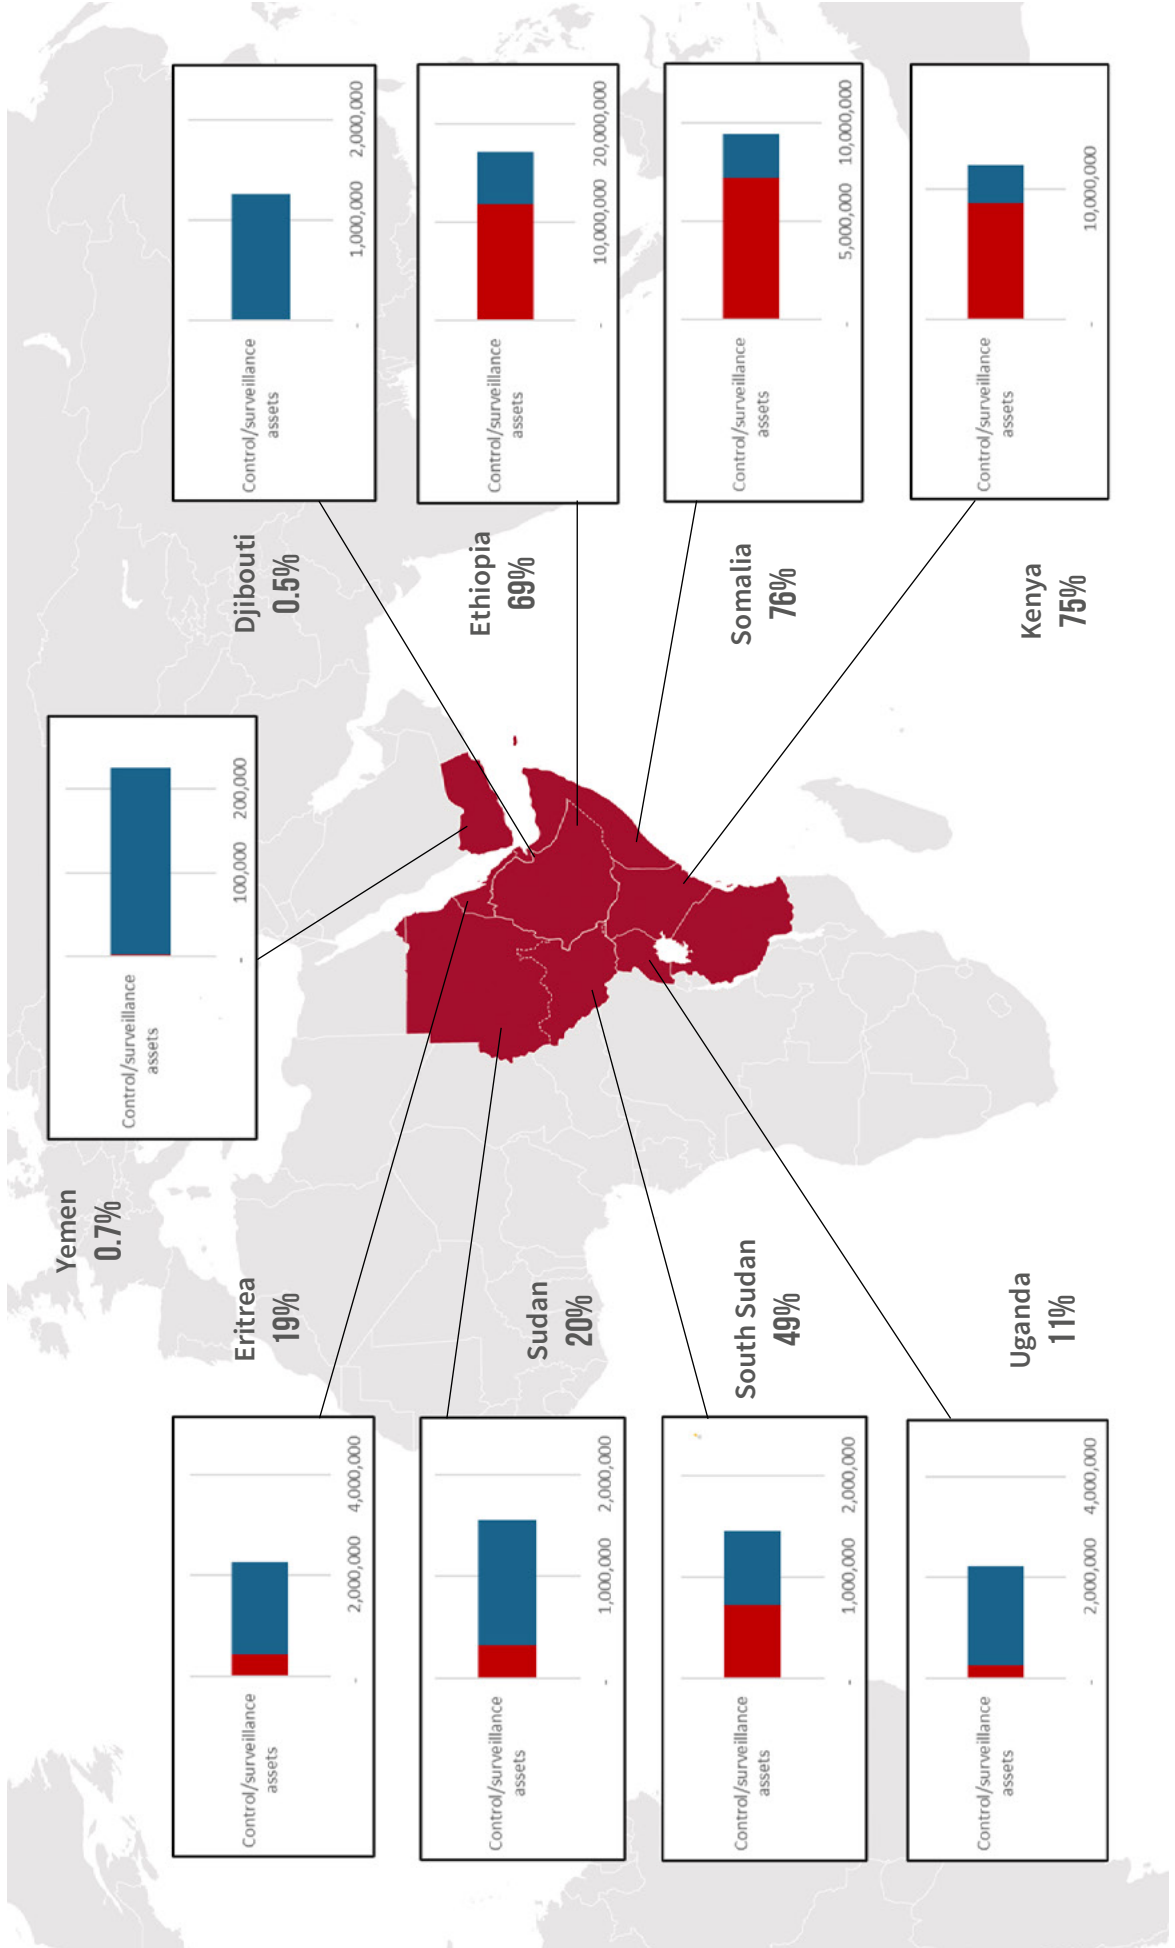 Yemen
0.7%
Control/surveillance
assets
-
100,000
200,000
Eritrea
19%
Control/surveillance
assets
-
2,000,000
4,000,000
Djibouti
0.5%
Control/surveillance
assets
-
1,000,000
2,000,000
Sudan
20%
Control/surveillance
assets
-
1,000,000
2,000,000
Ethiopia
69%
Control/surveillance
assets
-
10,000,000
20,000,000
South Sudan
49%
Control/surveillance
assets
-
1,000,000
2,000,000
Somalia
76%
Control/surveillance
assets
-
5,000,000
10,000,000
Uganda
11%
Control/surveillance
assets
-
2,000,000
4,000,000
Kenya
75%
Control/surveillance
assets
-
10,000,000